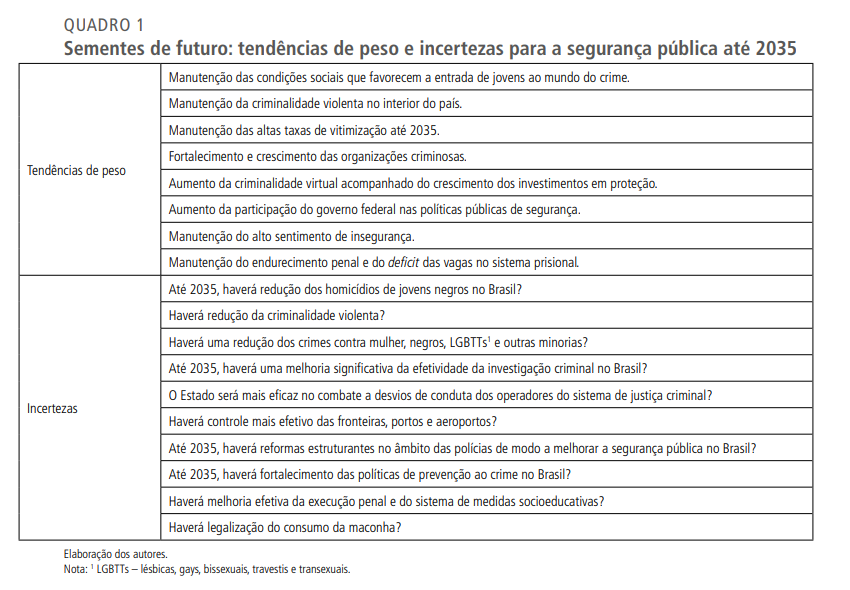 QUADRO 1
Sementes de futuro: tendências de peso e incertezas para a segurança pública até 2035
Tendências de peso
Manutenção das condições sociais que favorecem a entrada de jovens ao mundo do crime.
Manutenção da criminalidade violenta no interior do país.
Manutenção das altas taxas de vitimização até 2035.
Fortalecimento e crescimento das organizações criminosas.
Aumento da criminalidade virtual acompanhado do crescimento dos investimentos em proteção.
Aumento da participação do governo federal nas políticas públicas de segurança.
Manutenção do alto sentimento de insegurança.
Manutenção do endurecimento penal e do deficit das vagas no sistema prisional.
Incertezas
Até 2035, haverá redução dos homicídios de jovens negros no Brasil?
Haverá redução da criminalidade violenta?
Haverá uma redução dos crimes contra mulher, negros, LGBTTs¹ e outras minorias?
Até 2035, haverá uma melhoria significativa da efetividade da investigação criminal no Brasil?
O Estado será mais eficaz no combate a desvios de conduta dos operadores do sistema de justiça criminal?
Haverá controle mais efetivo das fronteiras, portos e aeroportos?
Até 2035, haverá reformas estruturantes no âmbito das polícias de modo a melhorar a segurança pública no Brasil?
Até 2035, haverá fortalecimento das políticas de prevenção ao crime no Brasil?
Haverá melhoria efetiva da execução penal e do sistema de medidas socioeducativas?
Haverá legalização do consumo da maconha?
Elaboração dos autores.
Nota: ¹ LGBTTs – lésbicas, gays, bissexuais, travestis e transexuais.